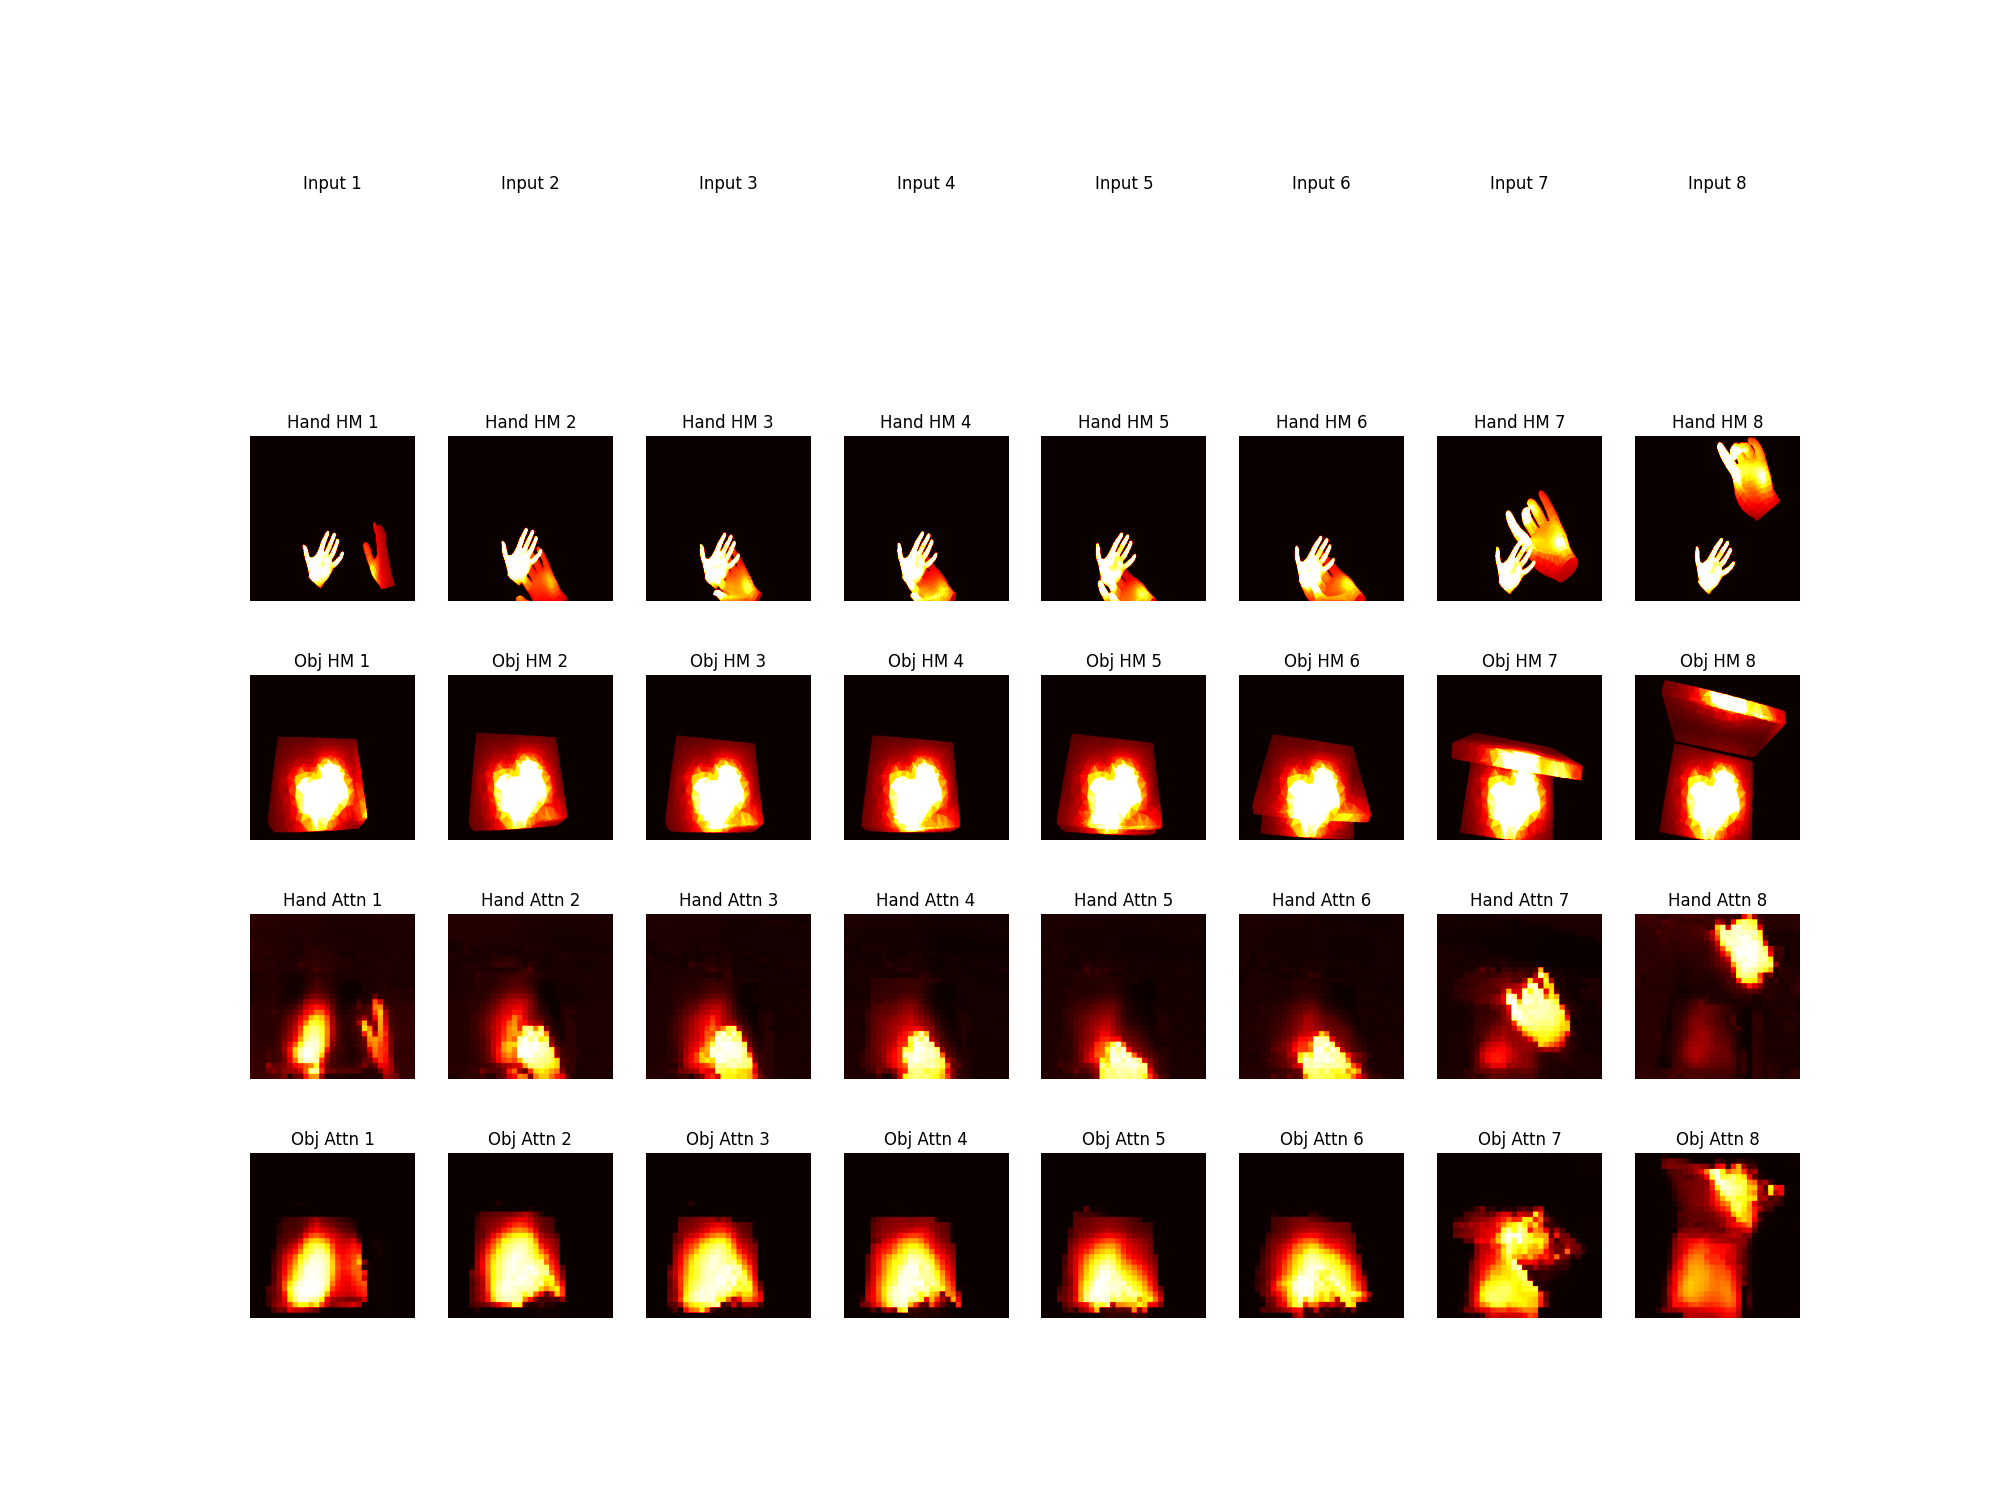 Input 1 Input 2 Input 3 Input 4 Input 5 Input 6 Input 7 Input 8
Hand HM 1 Hand HM 2 Hand HM 3 Hand HM 4 Hand HM 5 Hand HM 6 Hand HM 7 Hand HM 8
Obj HM 1 Obj HM 2 Obj HM 3 Obj HM 4 Obj HM 5 Obj HM 6 Obj HM 7 Obj HM 8
Hand Attn 1 Hand Attn 2 Hand Attn 3 Hand Attn 4 Hand Attn 5 Hand Attn 6 Hand Attn 7 Hand Attn 8
Obj Attn 1 Obj Attn 2 Obj Attn 3 Obj Attn 4 Obj Attn 5 Obj Attn 6 Obj Attn 7 Obj Attn 8